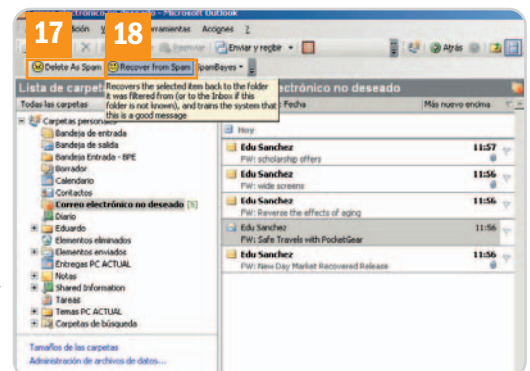 Correo electrónico no deseado - Microsoft Outlook
17 18
Herramientas Acciones ?
Enviar y recibir Atrás
Delete As Spam Recover from Spam SpamBayes
Recovers the selected item back to the folder
it was filtered from (or to the Inbox if this
folder is not known), and trains the system that
this is a good message
Lista de carpetas
electrónico no deseado
Todas las carpetas
Fecha Más nuevo encima
Carpetas personales
Bandeja de entrada
Bandeja de salida
Bandeja Entrada - BPE
Borrador
Calendario
Contactos
Correo electrónico no deseado [5]
Diario
Eduardo
Elementos eliminados
Elementos enviados
Entregas PC ACTUAL
Notas
Shared Information
Tareas
Temas PC ACTUAL
Carpetas de búsqueda
Tamaños de las carpetas
Administración de archivos de datos...
Hoy
Edu Sanchez 11:57
FW: scholarship offers
Edu Sanchez 11:56
FW: wide screens
Edu Sanchez 11:56
FW: Reverse the effects of aging
Edu Sanchez 11:56
FW: Safe Travels with PocketGear
Edu Sanchez 11:56
FW: New Day Market Recovered Release